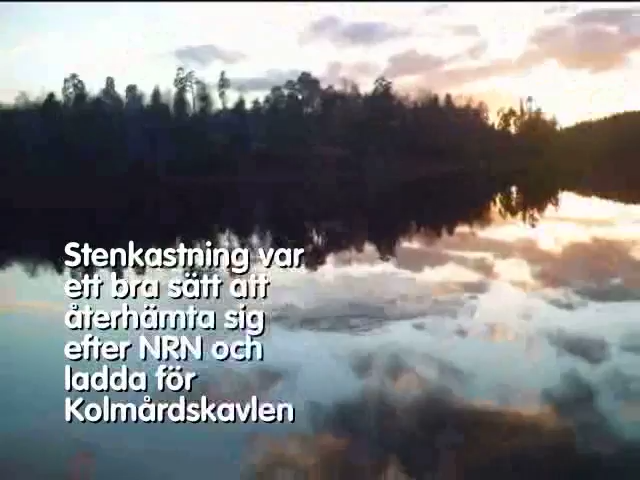 Stenkastning var
ett bra sätt att
återhämta sig
efter NRN och
ladda för
Kolmårdskavlen